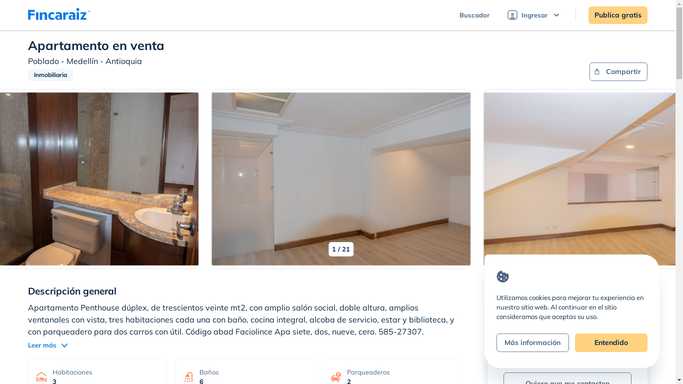 Fincaraiz
Buscador
Ingresar
Publica gratis
Apartamento en venta
Poblado - Medellín - Antioquia
Inmobiliaria
Compartir
1 / 21
Descripción general
Apartamento Penthouse dúplex, de trescientos veinte mt2, con amplio salón social, doble altura, amplios
ventanales con vista, tres habitaciones cada una con baño, cocina integral, alcoba de servicio, estar y biblioteca, y
con parqueadero para dos carros con útil. Código abad Faciolince Apa siete, dos, nueve, cero. 585-27307.
Leer más
Habitaciones
3
Baños
6
Parqueaderos
2
Utilizamos cookies para mejorar tu experiencia en
nuestro sitio web. Al continuar en el sitio
consideramos que aceptas su uso.
Más información
Entendido
Quiero que me contacten